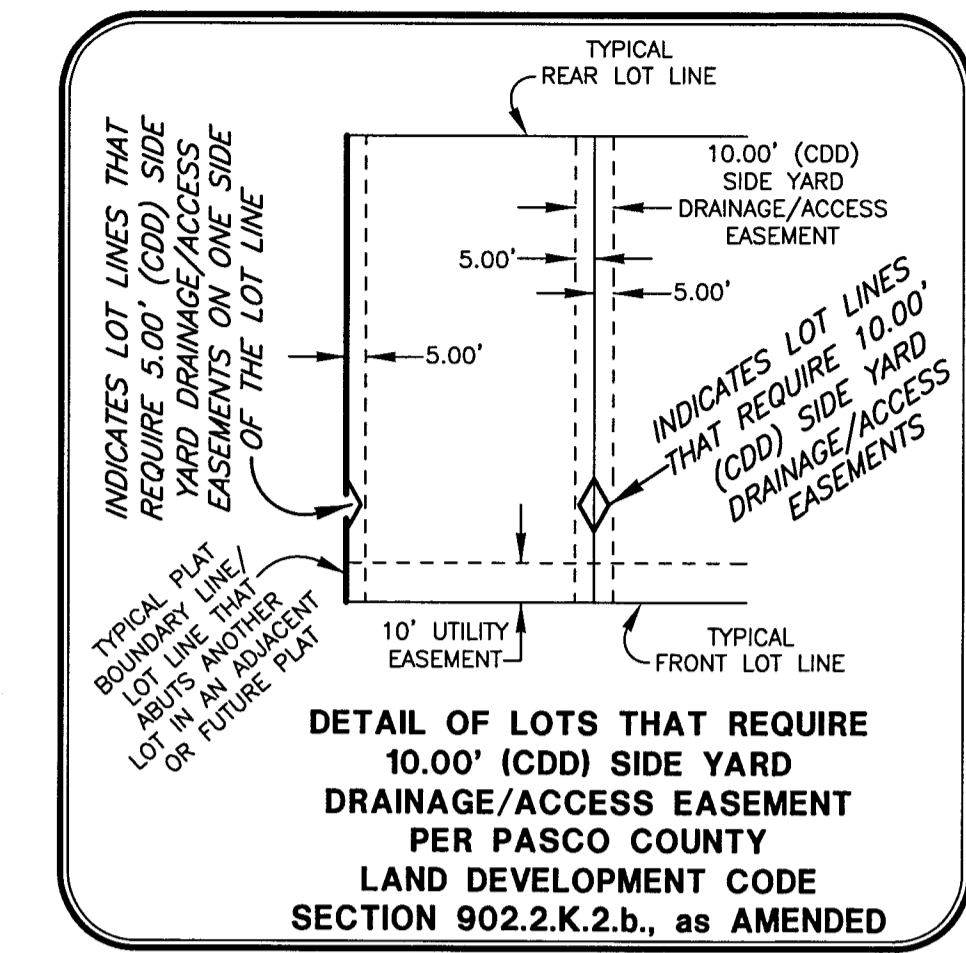 TYPICAL
REAR LOT LINE
INDICATES LOT LINES THAT
REQUIRE 5.00' (CDD) SIDE
YARD DRAINAGE/ACCESS
EASEMENTS ON ONE SIDE
OF THE LOT LINE
10.00' (CDD)
SIDE YARD
DRAINAGE/ACCESS
EASEMENT
5.00'
5.00'
5.00'
INDICATES LOT LINES
THAT REQUIRE 10.00'
(CDD) SIDE YARD
DRAINAGE/ACCESS
EASEMENTS
TYPICAL PLAT
BOUNDARY LINE/
LOT LINE THAT
ABUTS ANOTHER
LOT IN AN ADJACENT
OR FUTURE PLAT
10' UTILITY
EASEMENT
TYPICAL
FRONT LOT LINE
DETAIL OF LOTS THAT REQUIRE
10.00' (CDD) SIDE YARD
DRAINAGE/ACCESS EASEMENT
PER PASCO COUNTY
LAND DEVELOPMENT CODE
SECTION 902.2.K.2.b., as AMENDED